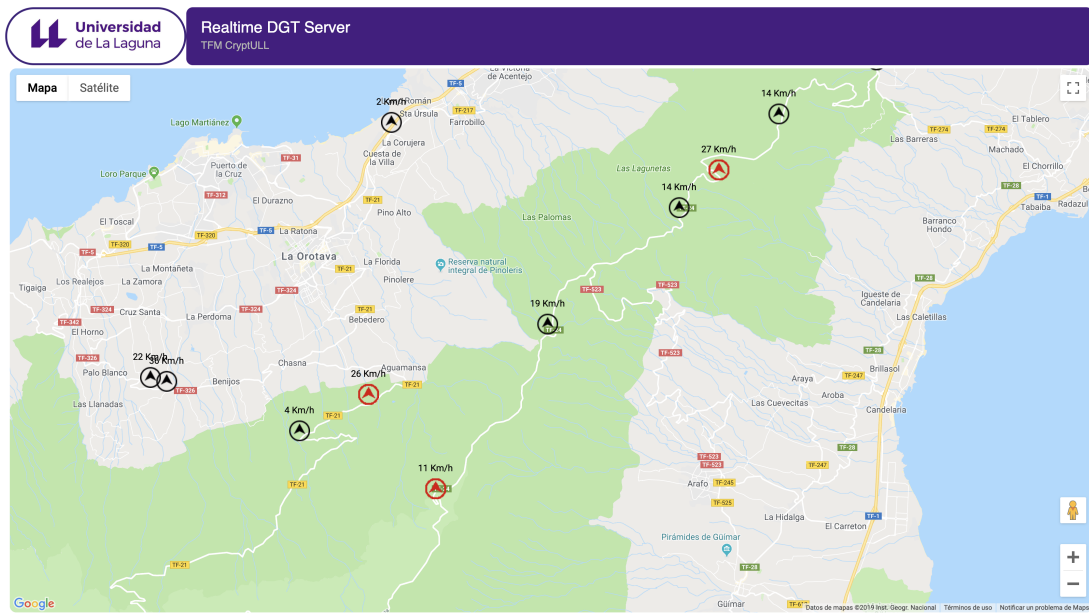 Universidad
de La Laguna
Realtime DGT Server
TFM CryptULL
Mapa
Satélite
La Victoria
de Acentejo
TF-5
14 Km/h
2 Km/h
Román
TF-217
Sta Úrsula
Farrobillo
Lago Martiánez
El Tablero
TF-274
TF-274
Las Barreras
La Corujera
Cuesta de
la Villa
27 Km/h
Machado
TF-31
Puerto de
la Cruz
Loro Parque
Las Lagunetas
El Chorrillo
14 Km/h
TF-28
TF-1
TF-312
El Durazno
TF-21
Tabaiba
Radazul
Pino Alto
Las Palomas
Barranco
Hondo
El Toscal
TF-5
La Ratona
TF-320
TF-320
TF-5
TF-5
La Orotava
La Florida
Reserva natural
integral de Pinoleris
La Montañeta
TF-21
Pinolere
TF-28
Los Realejos
La Zamora
Tigaiga
TF-324
TF-523
TF-523
Igueste de
Candelaria
19 Km/h
TF-324
Cruz Santa
TF-324
TF-21
La Perdoma
Bebedero
Las Caletillas
TF-342
El Horno
TF-24
TF-28
TF-523
22 Km/h
Km/h
TF-326
Chasna
Aguamansa
Brillasol
Palo Blanco
26 Km/h
Araya
TF-247
Benijos
TF-326
TF-21
Aroba
Las Llanadas
Las Cuevecitas
Candelaria
4 Km/h
TF-21
TF-28
TF-523
TF-523
TF-247
11 Km/h
Arafo
TF-245
TF-21
TF-525
La Hidalga
TF-1
El Carreton
Pirámides de Güímar
TF-21
TF-28
Güímar
Google
Datos de mapas ©2019 Inst. Geogr. Nacional
Términos de uso
Notificar un problema de Maps